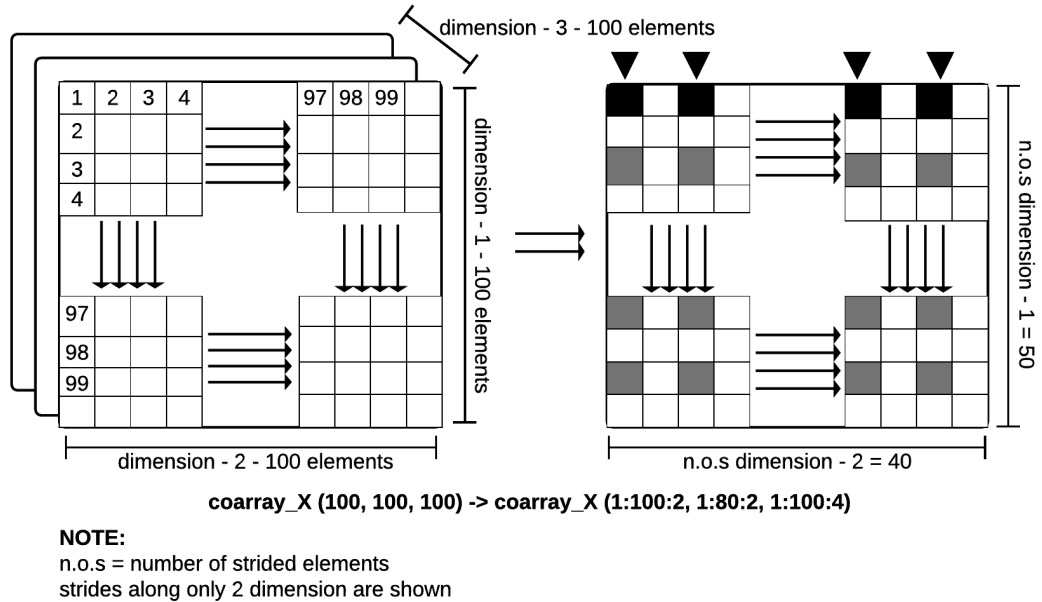 dimension - 3 - 100 elements
1 2 3 4 97 98 99
2
3
4
97
98
99
dimension - 1 - 100 elements
n.o.s dimension - 1 = 50
dimension - 2 - 100 elements
n.o.s dimension - 2 = 40
coarray_X (100, 100, 100) -> coarray_X (1:100:2, 1:80:2, 1:100:4)
NOTE:
n.o.s = number of strided elements
strides along only 2 dimension are shown